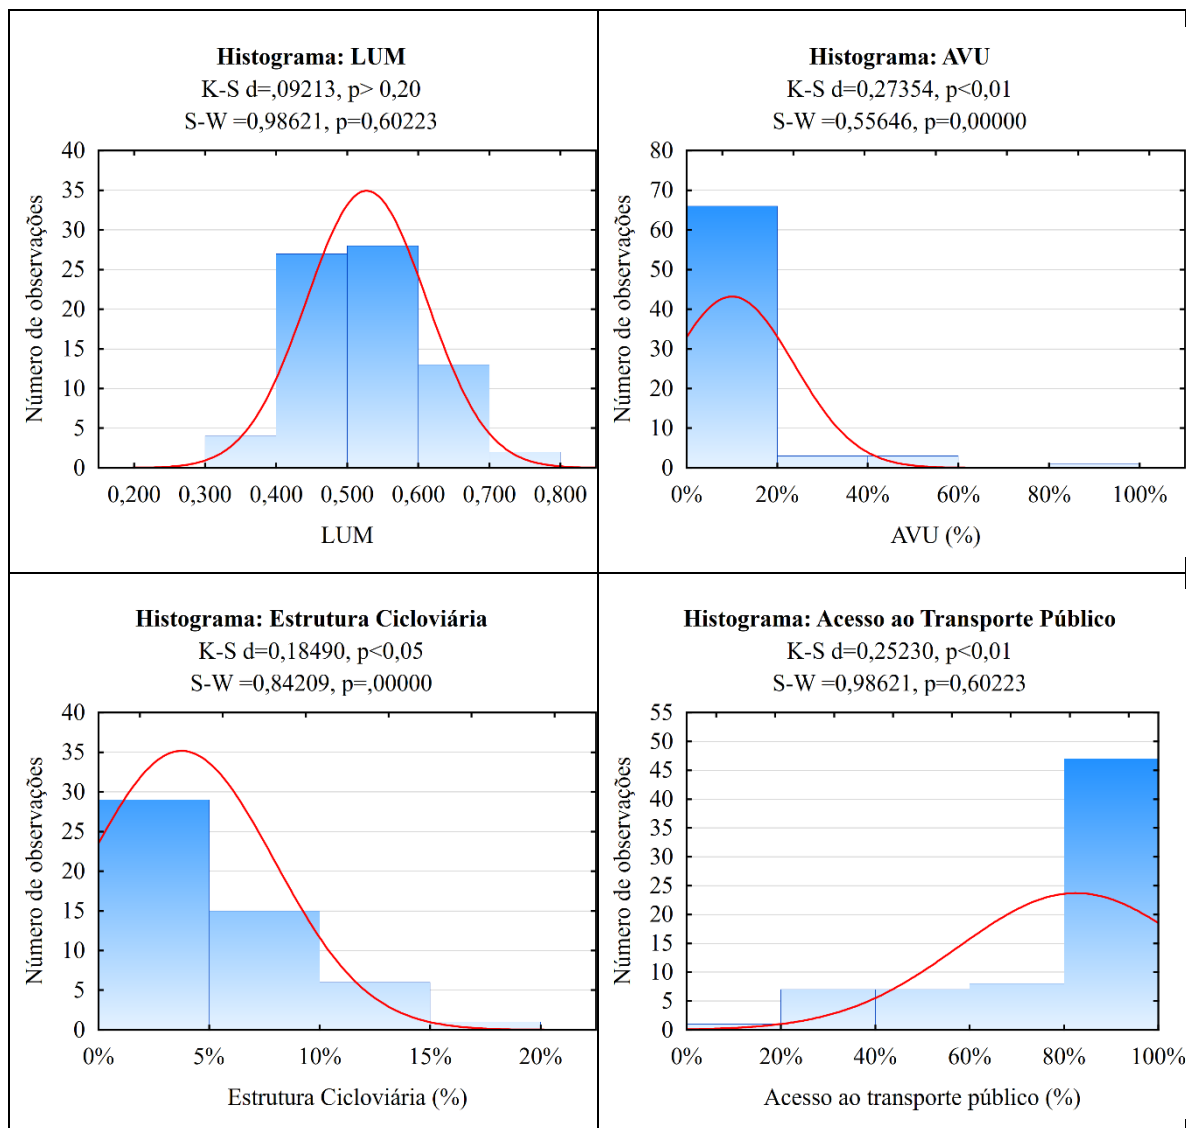 Histograma: LUM
K-S d=,09213, p> 0,20
S-W =0,98621, p=0,60223
40
35
30
25
20
15
10
5
0
Número de observações
0,200 0,300 0,400 0,500 0,600 0,700 0,800
LUM
Histograma: AVU
K-S d=0,27354, p<0,01
S-W =0,55646, p=0,00000
80
70
60
50
40
30
20
10
0
Número de observações
0% 20% 40% 60% 80% 100%
AVU (%)
Histograma: Estrutura Cicloviária
K-S d=0,18490, p<0,05
S-W =0,84209, p=,00000
40
35
30
25
20
15
10
5
0
Número de observações
0% 5% 10% 15% 20%
Estrutura Cicloviária (%)
Histograma: Acesso ao Transporte Público
K-S d=0,25230, p<0,01
S-W =0,98621, p=0,60223
55
50
45
40
35
30
25
20
15
10
5
0
Número de observações
0% 20% 40% 60% 80% 100%
Acesso ao transporte público (%)